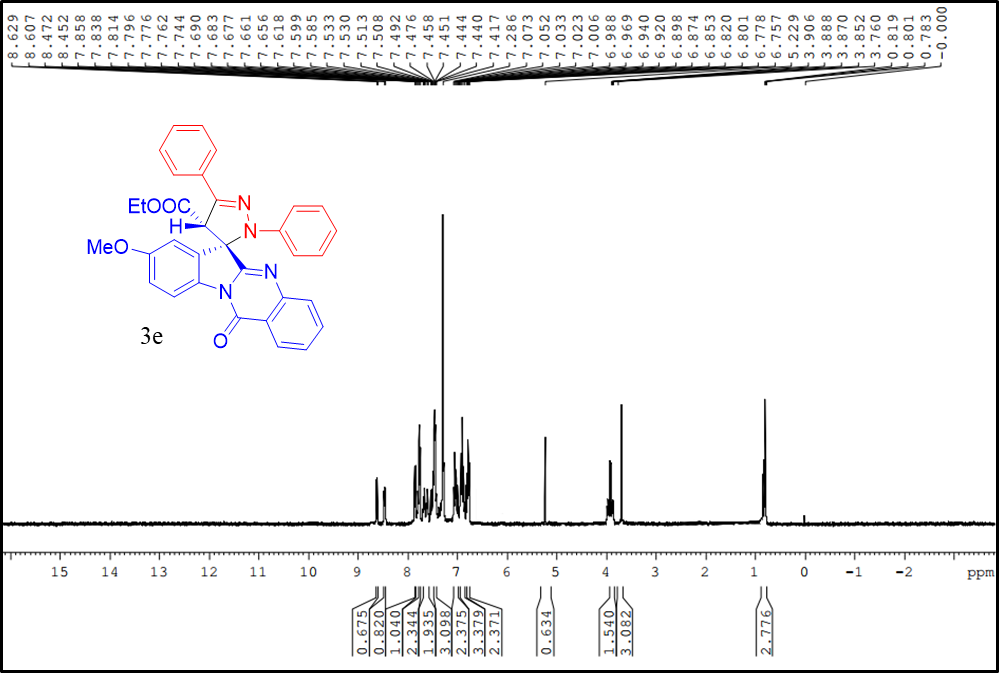 8.629 8.607 8.472 8.452 7.858 7.838 7.814 7.796 7.776 7.762 7.744 7.690 7.683 7.677 7.661 7.656 7.618 7.599 7.585 7.533 7.530 7.513 7.508 7.492 7.476 7.458 7.451 7.444 7.440 7.417 7.286 7.073 7.052 7.033 7.023 7.006 6.988 6.969 6.940 6.920 6.898 6.874 6.853 6.820 6.801 6.778 6.757 5.229 3.906 3.888 3.870 3.852 3.760 0.819 0.801 0.783 -0.000
EtOOC
N
H
N
MeO
N
N
O
3e
15 14 13 12 11 10 9 8 7 6 5 4 3 2 1 0 -1 -2 ppm
0.675 0.820 1.040 2.344 1.935 3.098 2.375 3.379 2.371 0.634 1.540 3.082 2.776